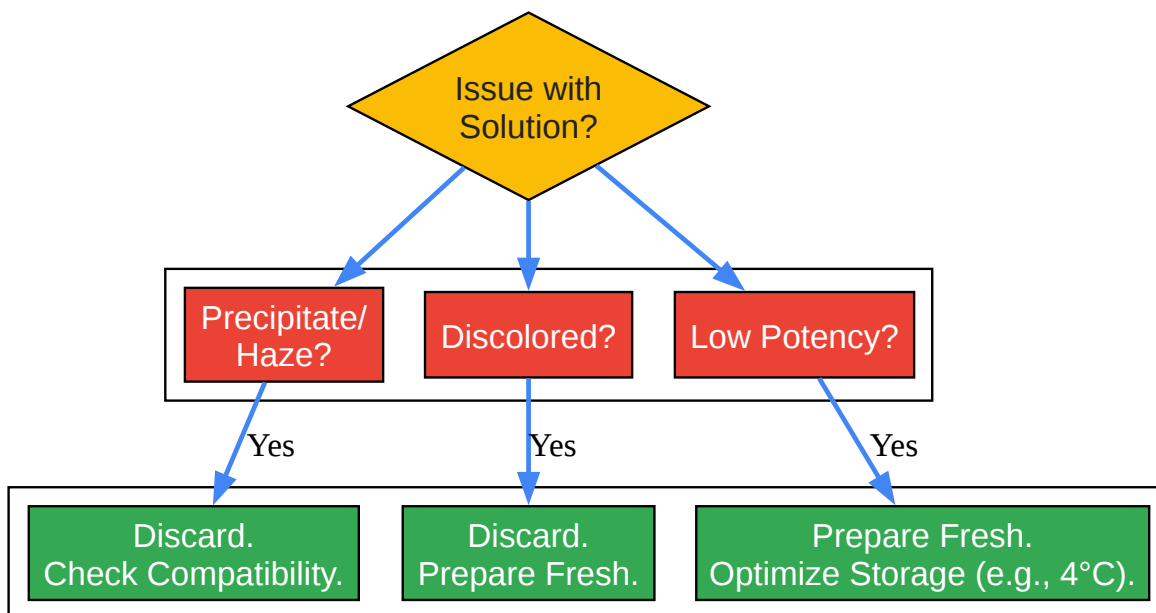 Issue with
Solution?
Precipitate/
Haze?
Discolored?
Low Potency?
Yes
Yes
Yes
Discard.
Check Compatibility.
Discard.
Prepare Fresh.
Prepare Fresh.
Optimize Storage (e.g., 4°C).